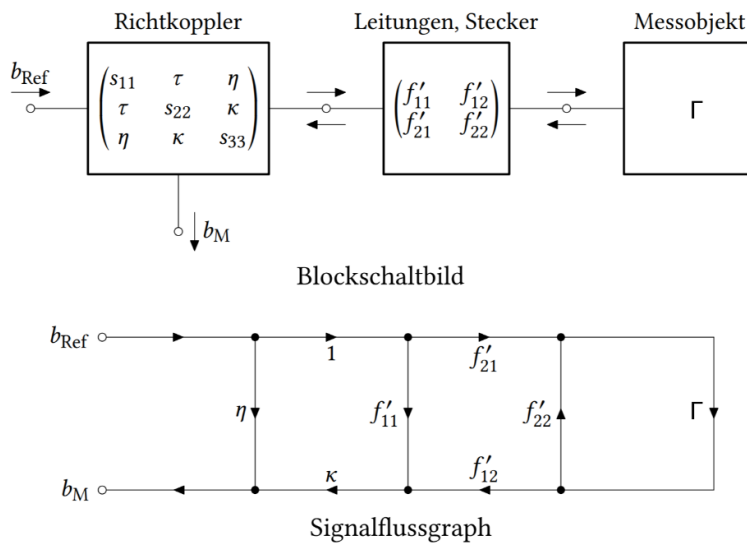 Richtkoppler Leitungen, Stecker Messobjekt
b_Ref
s_11 τ η
τ s_22 κ
η κ s_33
f′_11 f′_12
f′_21 f′_22
Γ
b_M
Blockschaltbild
b_Ref
1 f′_21
η f′_11 f′_22 Γ
b_M κ f′_12
Signalflussgraph